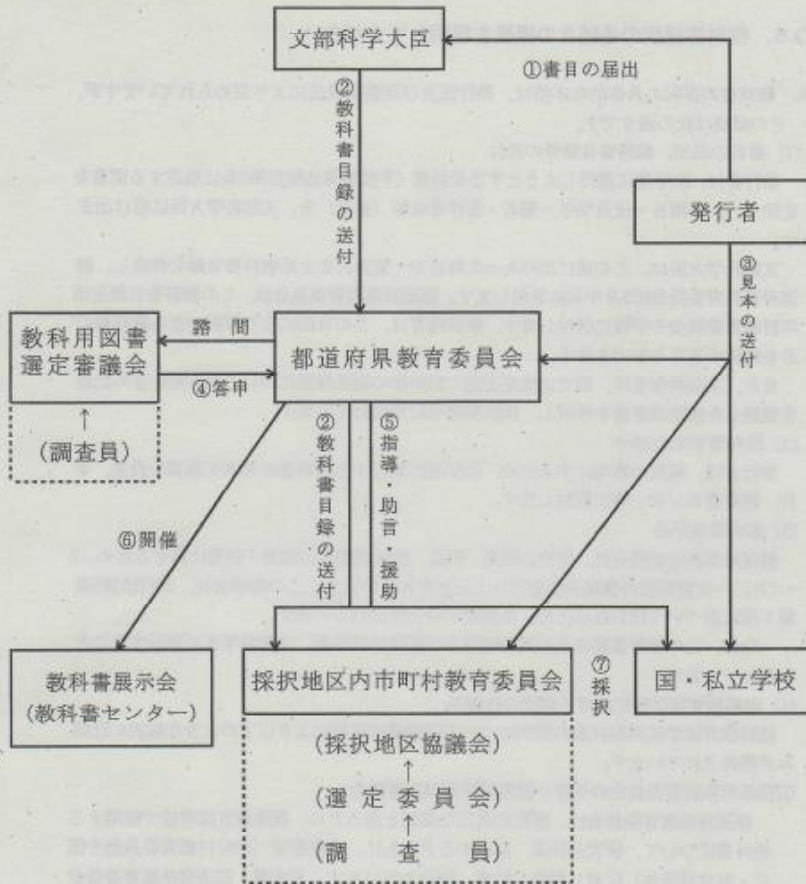 文部科学大臣
①書目の届出
②教科書目録の送付
発行者
③見本の送付
教科用図書
選定審議会
↑
(調査員)
諮問
④答申
都道府県教育委員会
②教科書目録の送付
⑤指導・助言・援助
⑥開催
教科書展示会
(教科書センター)
採択地区内市町村教育委員会
⑦採択
国・私立学校
(採択地区協議会)
↑
(選定委員会)
↑
(調査員)